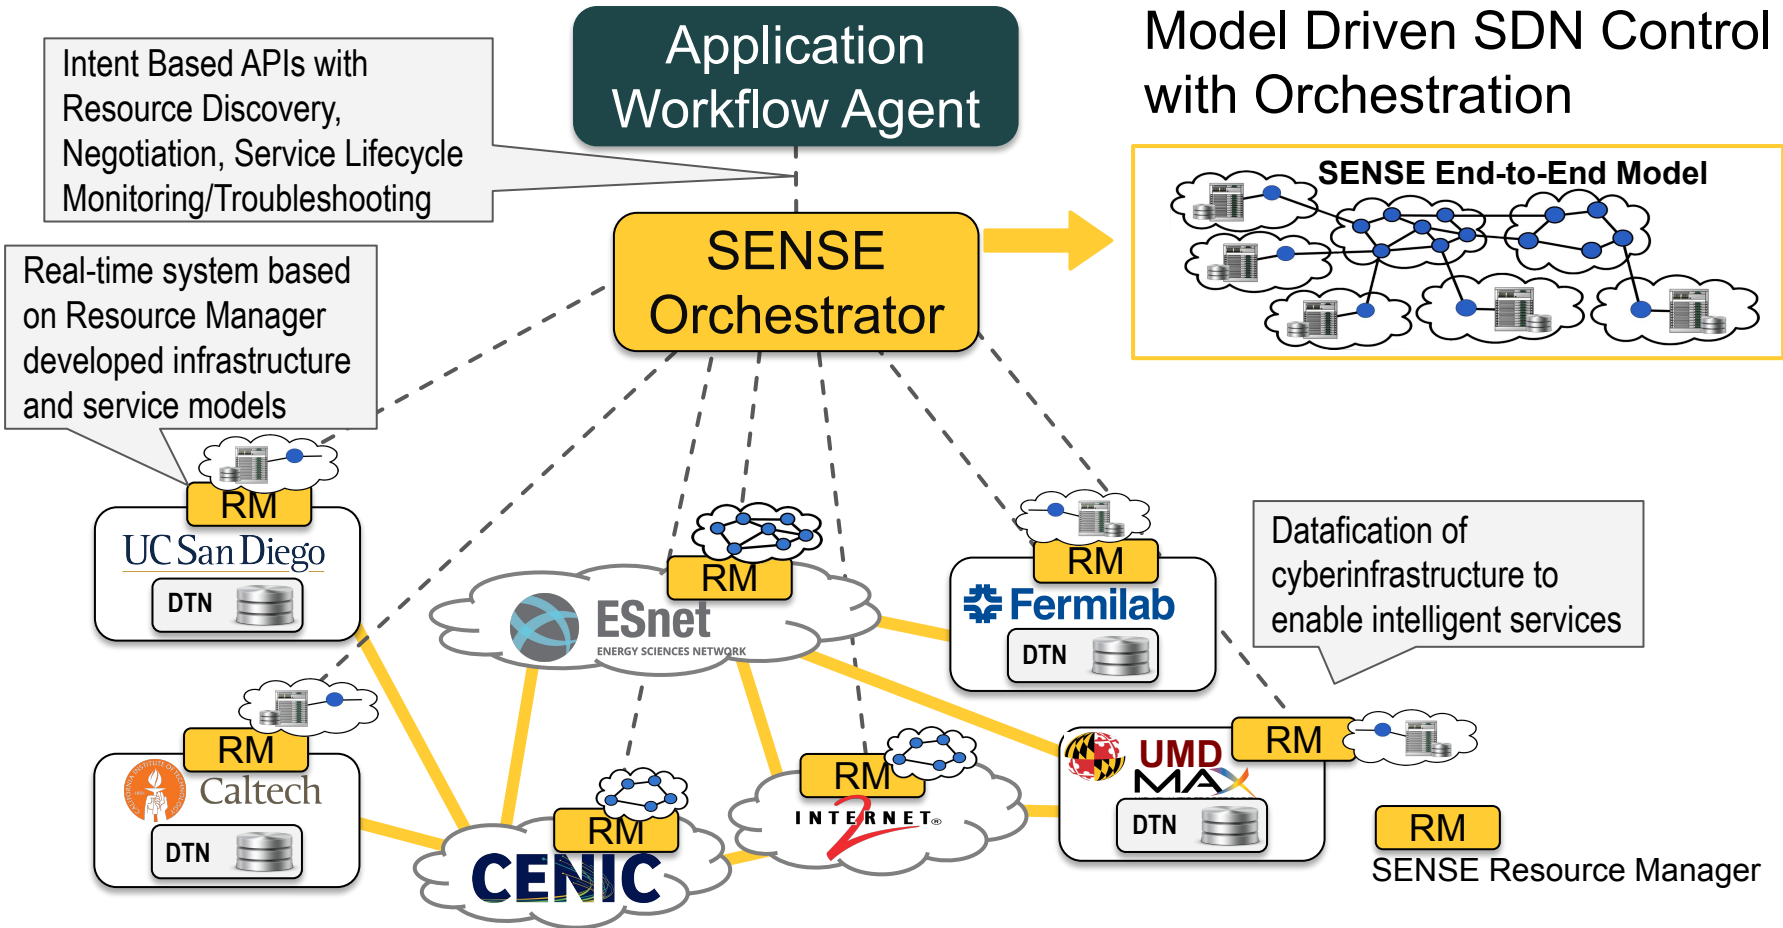 Application
Workflow Agent
Model Driven SDN Control
with Orchestration
Intent Based APIs with
Resource Discovery,
Negotiation, Service Lifecycle
Monitoring/Troubleshooting
SENSE End-to-End Model
SENSE
Orchestrator
Real-time system based
on Resource Manager
developed infrastructure
and service models
RM
UC San Diego
DTN
RM
ESnet
ENERGY SCIENCES NETWORK
RM
Fermilab
DTN
Datafication of
cyberinfrastructure to
enable intelligent services
RM
Caltech
DTN
RM
CENIC
RM
INTERNET®
2
RM
UMD
MAX
DTN
RM
SENSE Resource Manager